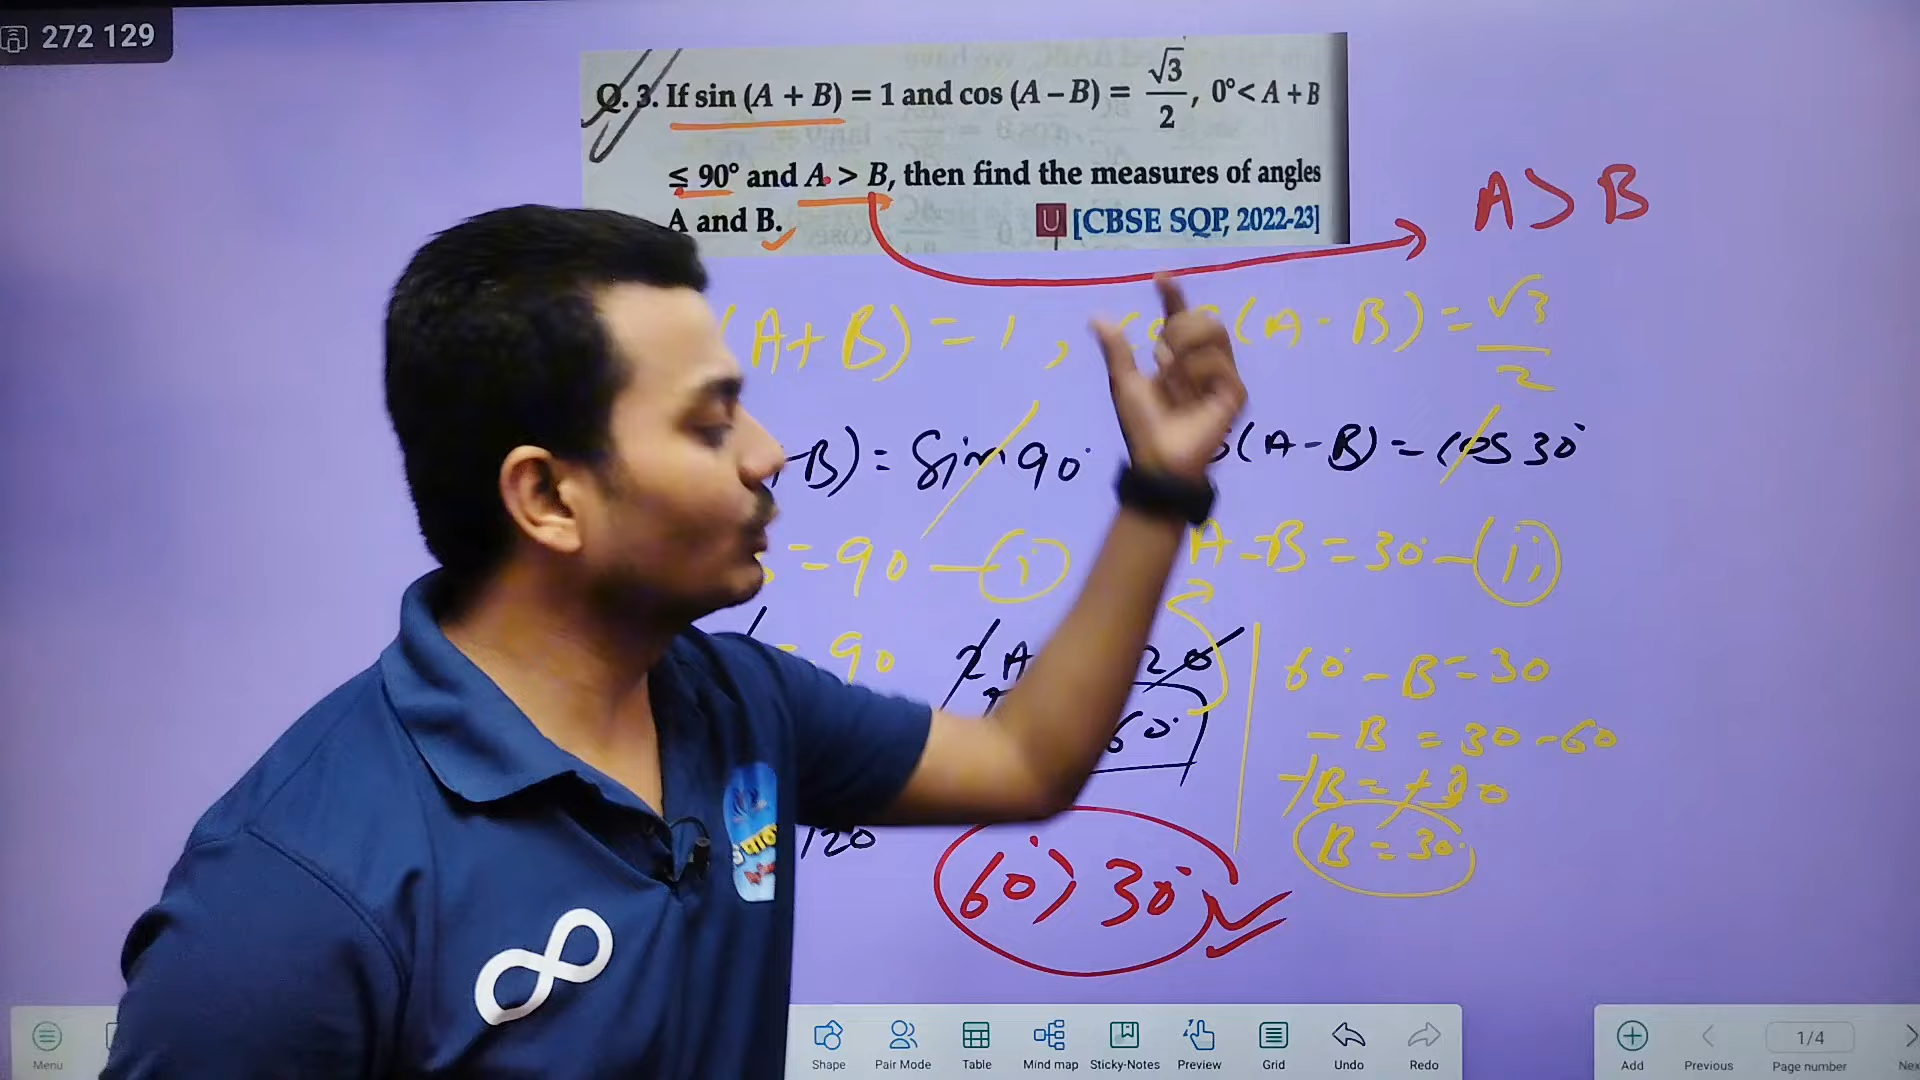 272 129
Q. 3. If sin (A + B) = 1 and cos (A – B) = √3/2, 0° < A + B
≤ 90° and A > B, then find the measures of angles
A and B. U [CBSE SQP, 2022-23]
A > B
(A + B) = 1, (A - B) = √3/2
B) = Sin 90° (A - B) = cos 30°
= 90 — (i) A - B = 30° — (ii)
= 90
2A 20
60°
120
60° - B = 30
- B = 30 - 60
- B = - 30
B = 30°
60° > 30°
∞
Menu
Shape
Pair Mode
Table
Mind map
Sticky-Notes
Preview
Grid
Undo
Redo
Add
Previous
1/4
Page number